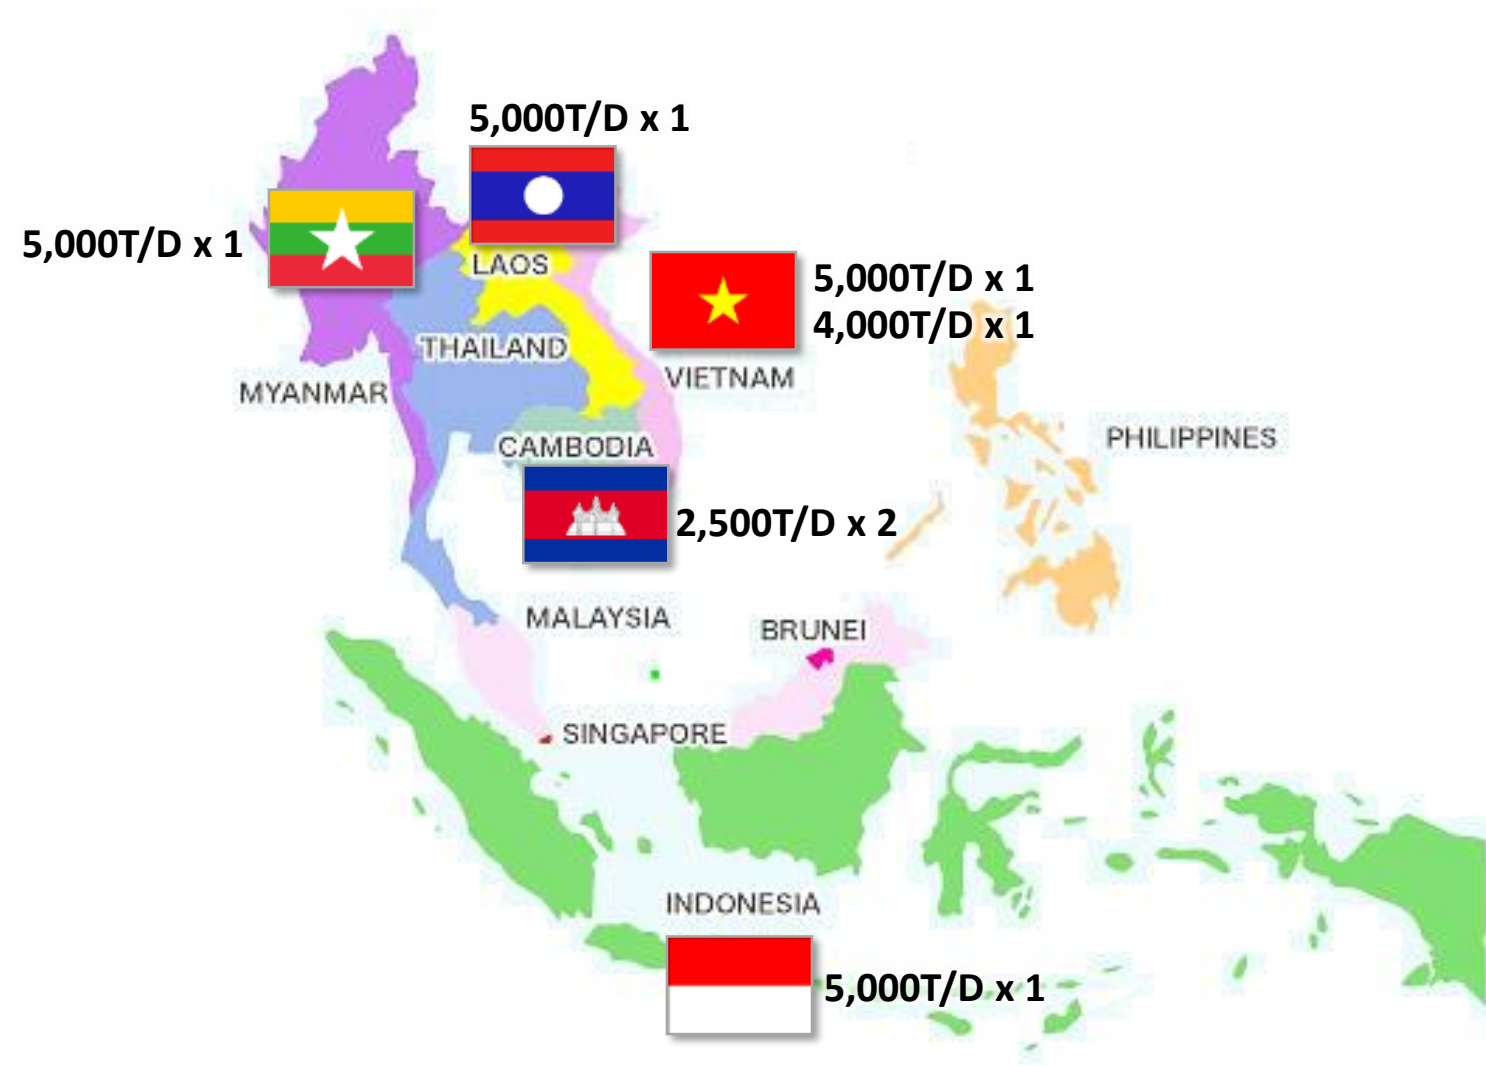 5,000T/D x 1
5,000T/D x 1
LAOS
5,000T/D x 1
4,000T/D x 1
THAILAND
VIETNAM
MYANMAR
PHILIPPINES
CAMBODIA
2,500T/D x 2
MALAYSIA
BRUNEI
SINGAPORE
INDONESIA
5,000T/D x 1